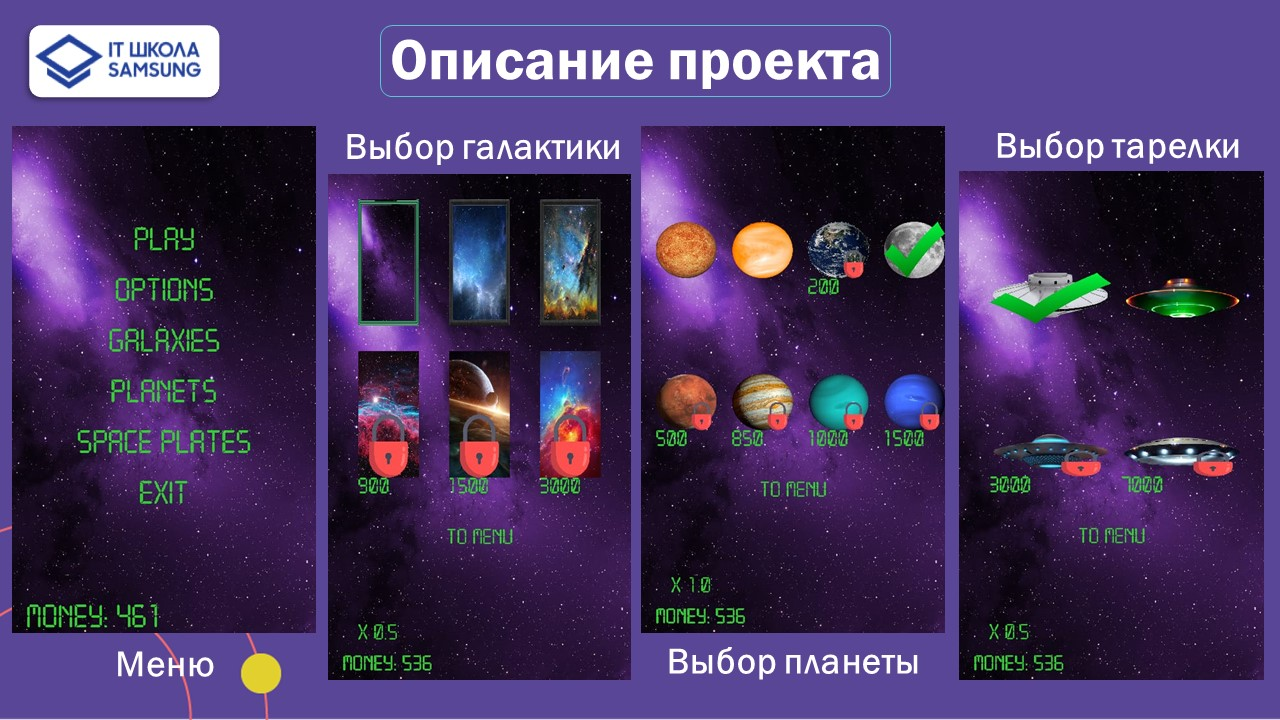 IT ШКОЛА
SAMSUNG
Описание проекта
PLAY
OPTIONS
GALAXIES
PLANETS
SPACE PLATES
EXIT
MONEY: 461
Меню
Выбор галактики
900
1500
3000
TO MENU
X 0.5
MONEY: 536
200
500
850
1000
1500
TO MENU
X 1.0
MONEY: 536
Выбор планеты
Выбор тарелки
3000
7000
TO MENU
X 0.5
MONEY: 536